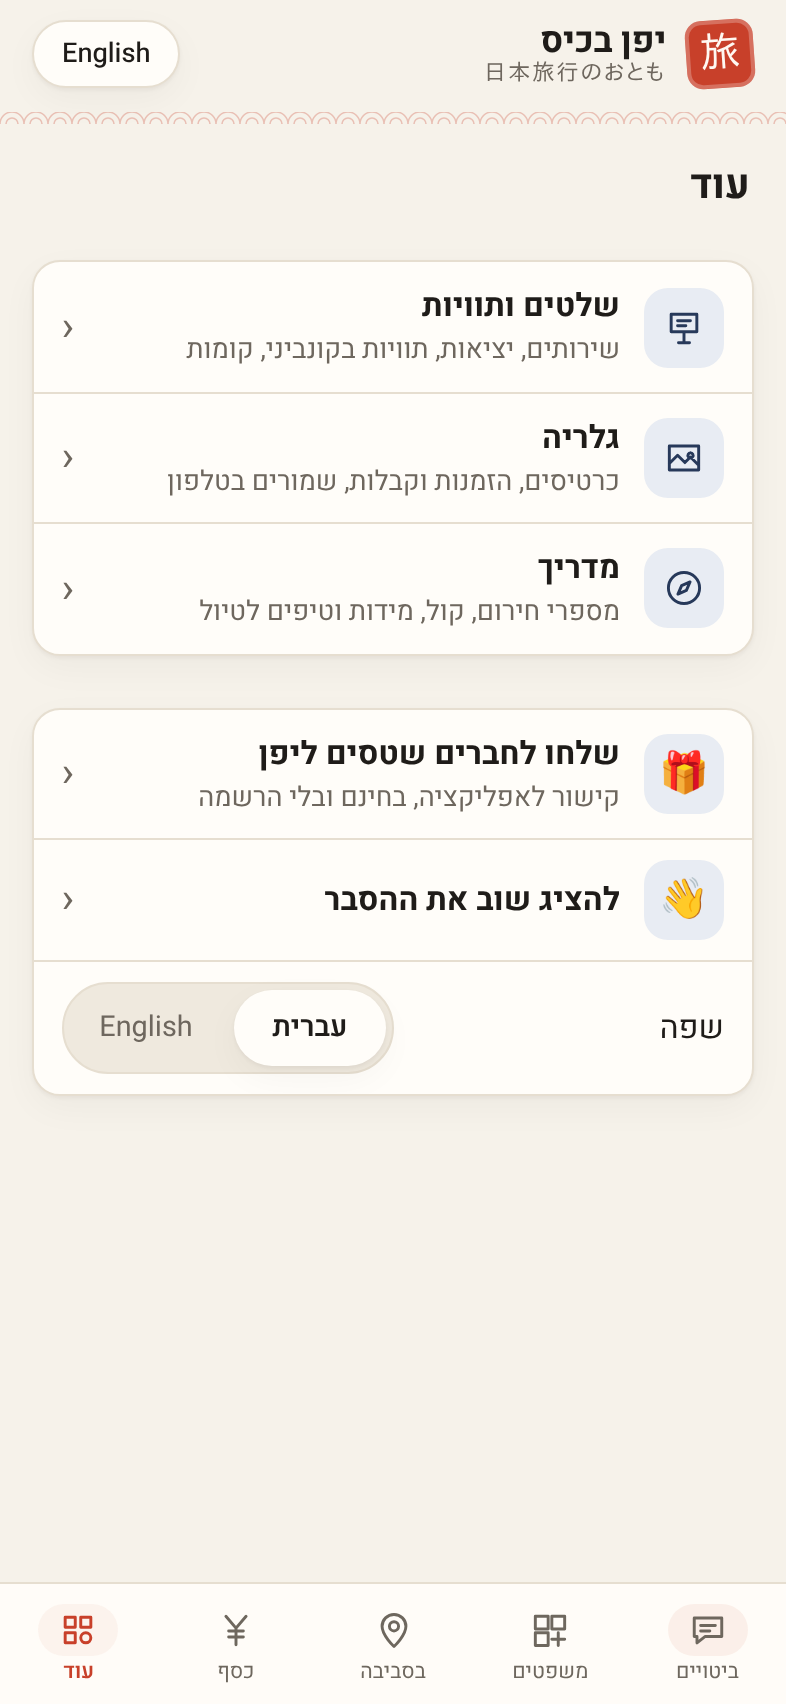 旅
יפן בכיס
日本旅行のおとも
English
עוד
שלטים ותוויות
שירותים, יציאות, תוויות בקונביני, קומות
גלריה
כרטיסים, הזמנות וקבלות, שמורים בטלפון
מדריך
מספרי חירום, קול, מידות וטיפים לטיול
שלחו לחברים שטסים ליפן
קישור לאפליקציה, בחינם ובלי הרשמה
להציג שוב את ההסבר
שפה
עברית
English
ביטויים
משפטים
בסביבה
כסף
עוד